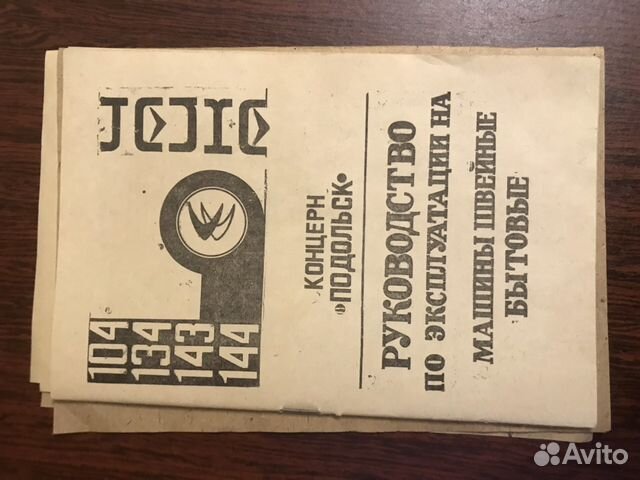 104
134
143
144
КОНЦЕРН
«ПОДОЛЬСК»
РУКОВОДСТВО
ПО ЭКСПЛУАТАЦИИ НА
МАШИНЫ ШВЕЙНЫЕ
БЫТОВЫЕ
Avito